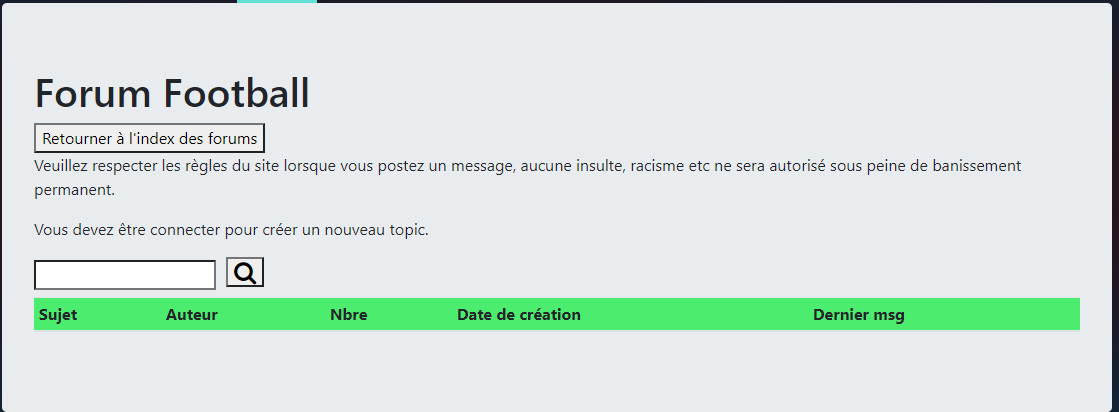 Forum Football
Retourner à l'index des forums
Veuillez respecter les règles du site lorsque vous postez un message, aucune insulte, racisme etc ne sera autorisé sous peine de banissement
permanent.
Vous devez être connecter pour créer un nouveau topic.
Sujet Auteur Nbre Date de création Dernier msg